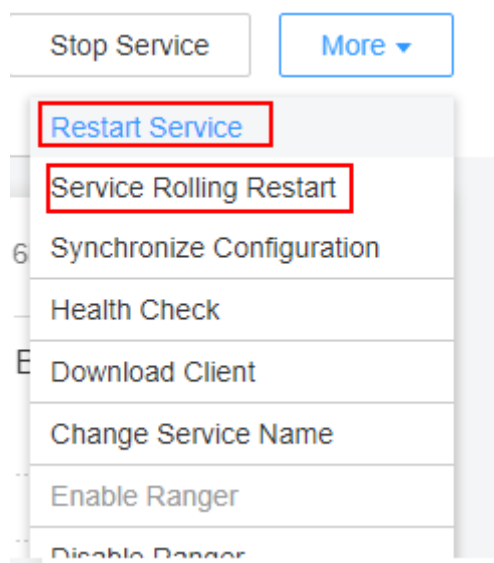 Stop Service More
Restart Service
Service Rolling Restart
6
Synchronize Configuration
Health Check
E
Download Client
Change Service Name
Enable Ranger
Disable Ranger